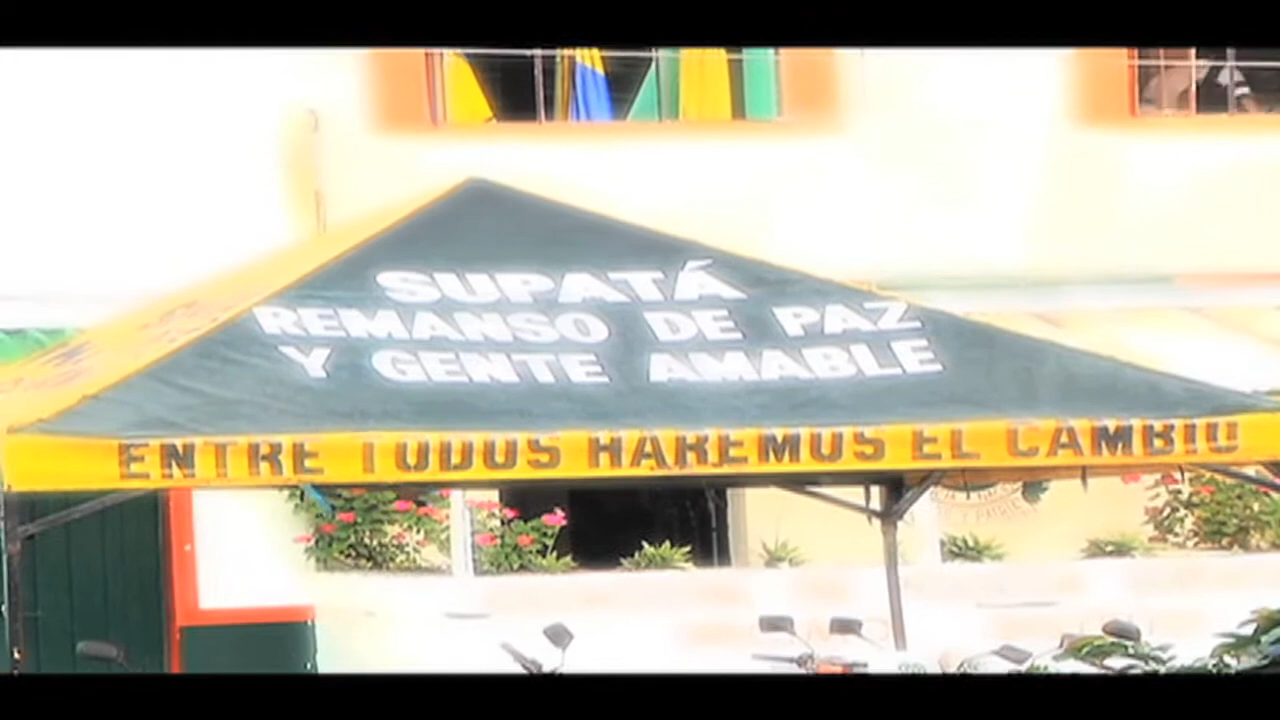 SUPATÁ
REMANSO DE PAZ
Y GENTE AMABLE
ENTRE TODOS HAREMOS EL CAMBIO